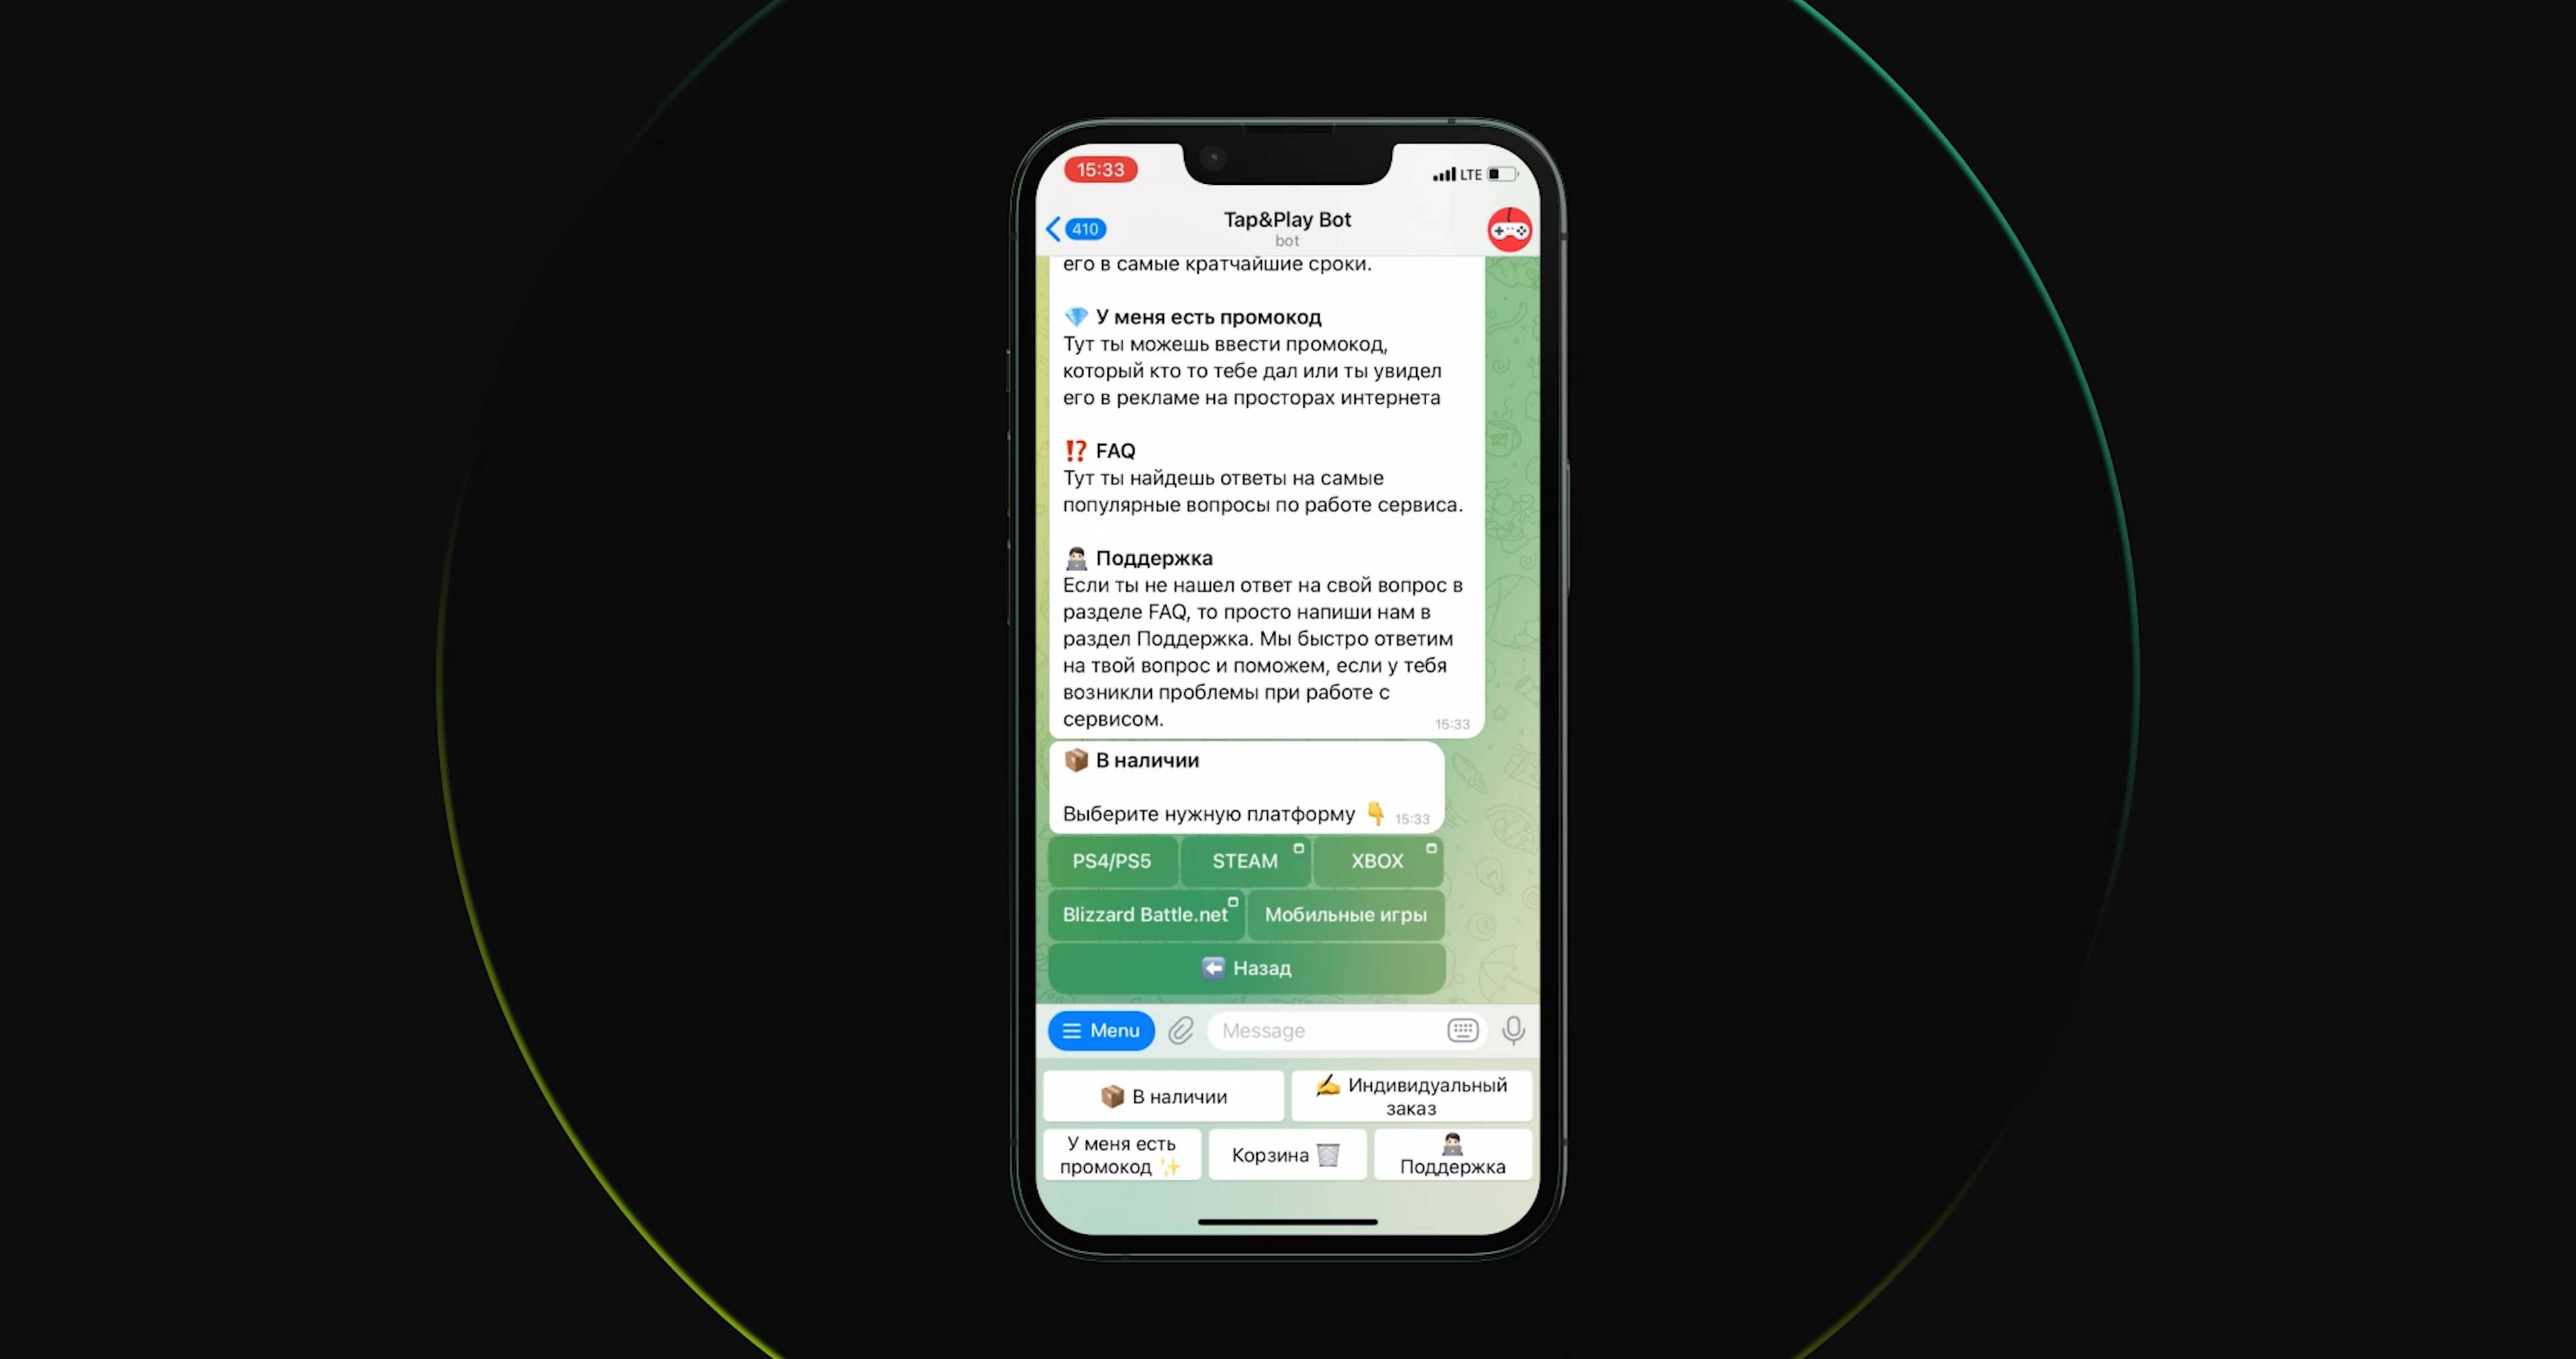 15:33
LTE
410
Tap&Play Bot
bot
его в самые кратчайшие сроки.
У меня есть промокод
Тут ты можешь ввести промокод,
который кто то тебе дал или ты увидел
его в рекламе на просторах интернета
⁉️ FAQ
Тут ты найдешь ответы на самые
популярные вопросы по работе сервиса.
Поддержка
Если ты не нашел ответ на свой вопрос в
разделе FAQ, то просто напиши нам в
раздел Поддержка. Мы быстро ответим
на твой вопрос и поможем, если у тебя
возникли проблемы при работе с
сервисом.
15:33
В наличии
Выберите нужную платформу 15:33
PS4/PS5 STEAM XBOX
Blizzard Battle.net Мобильные игры
Назад
Menu Message
В наличии
Индивидуальный
заказ
У меня есть
промокод
Корзина
Поддержка